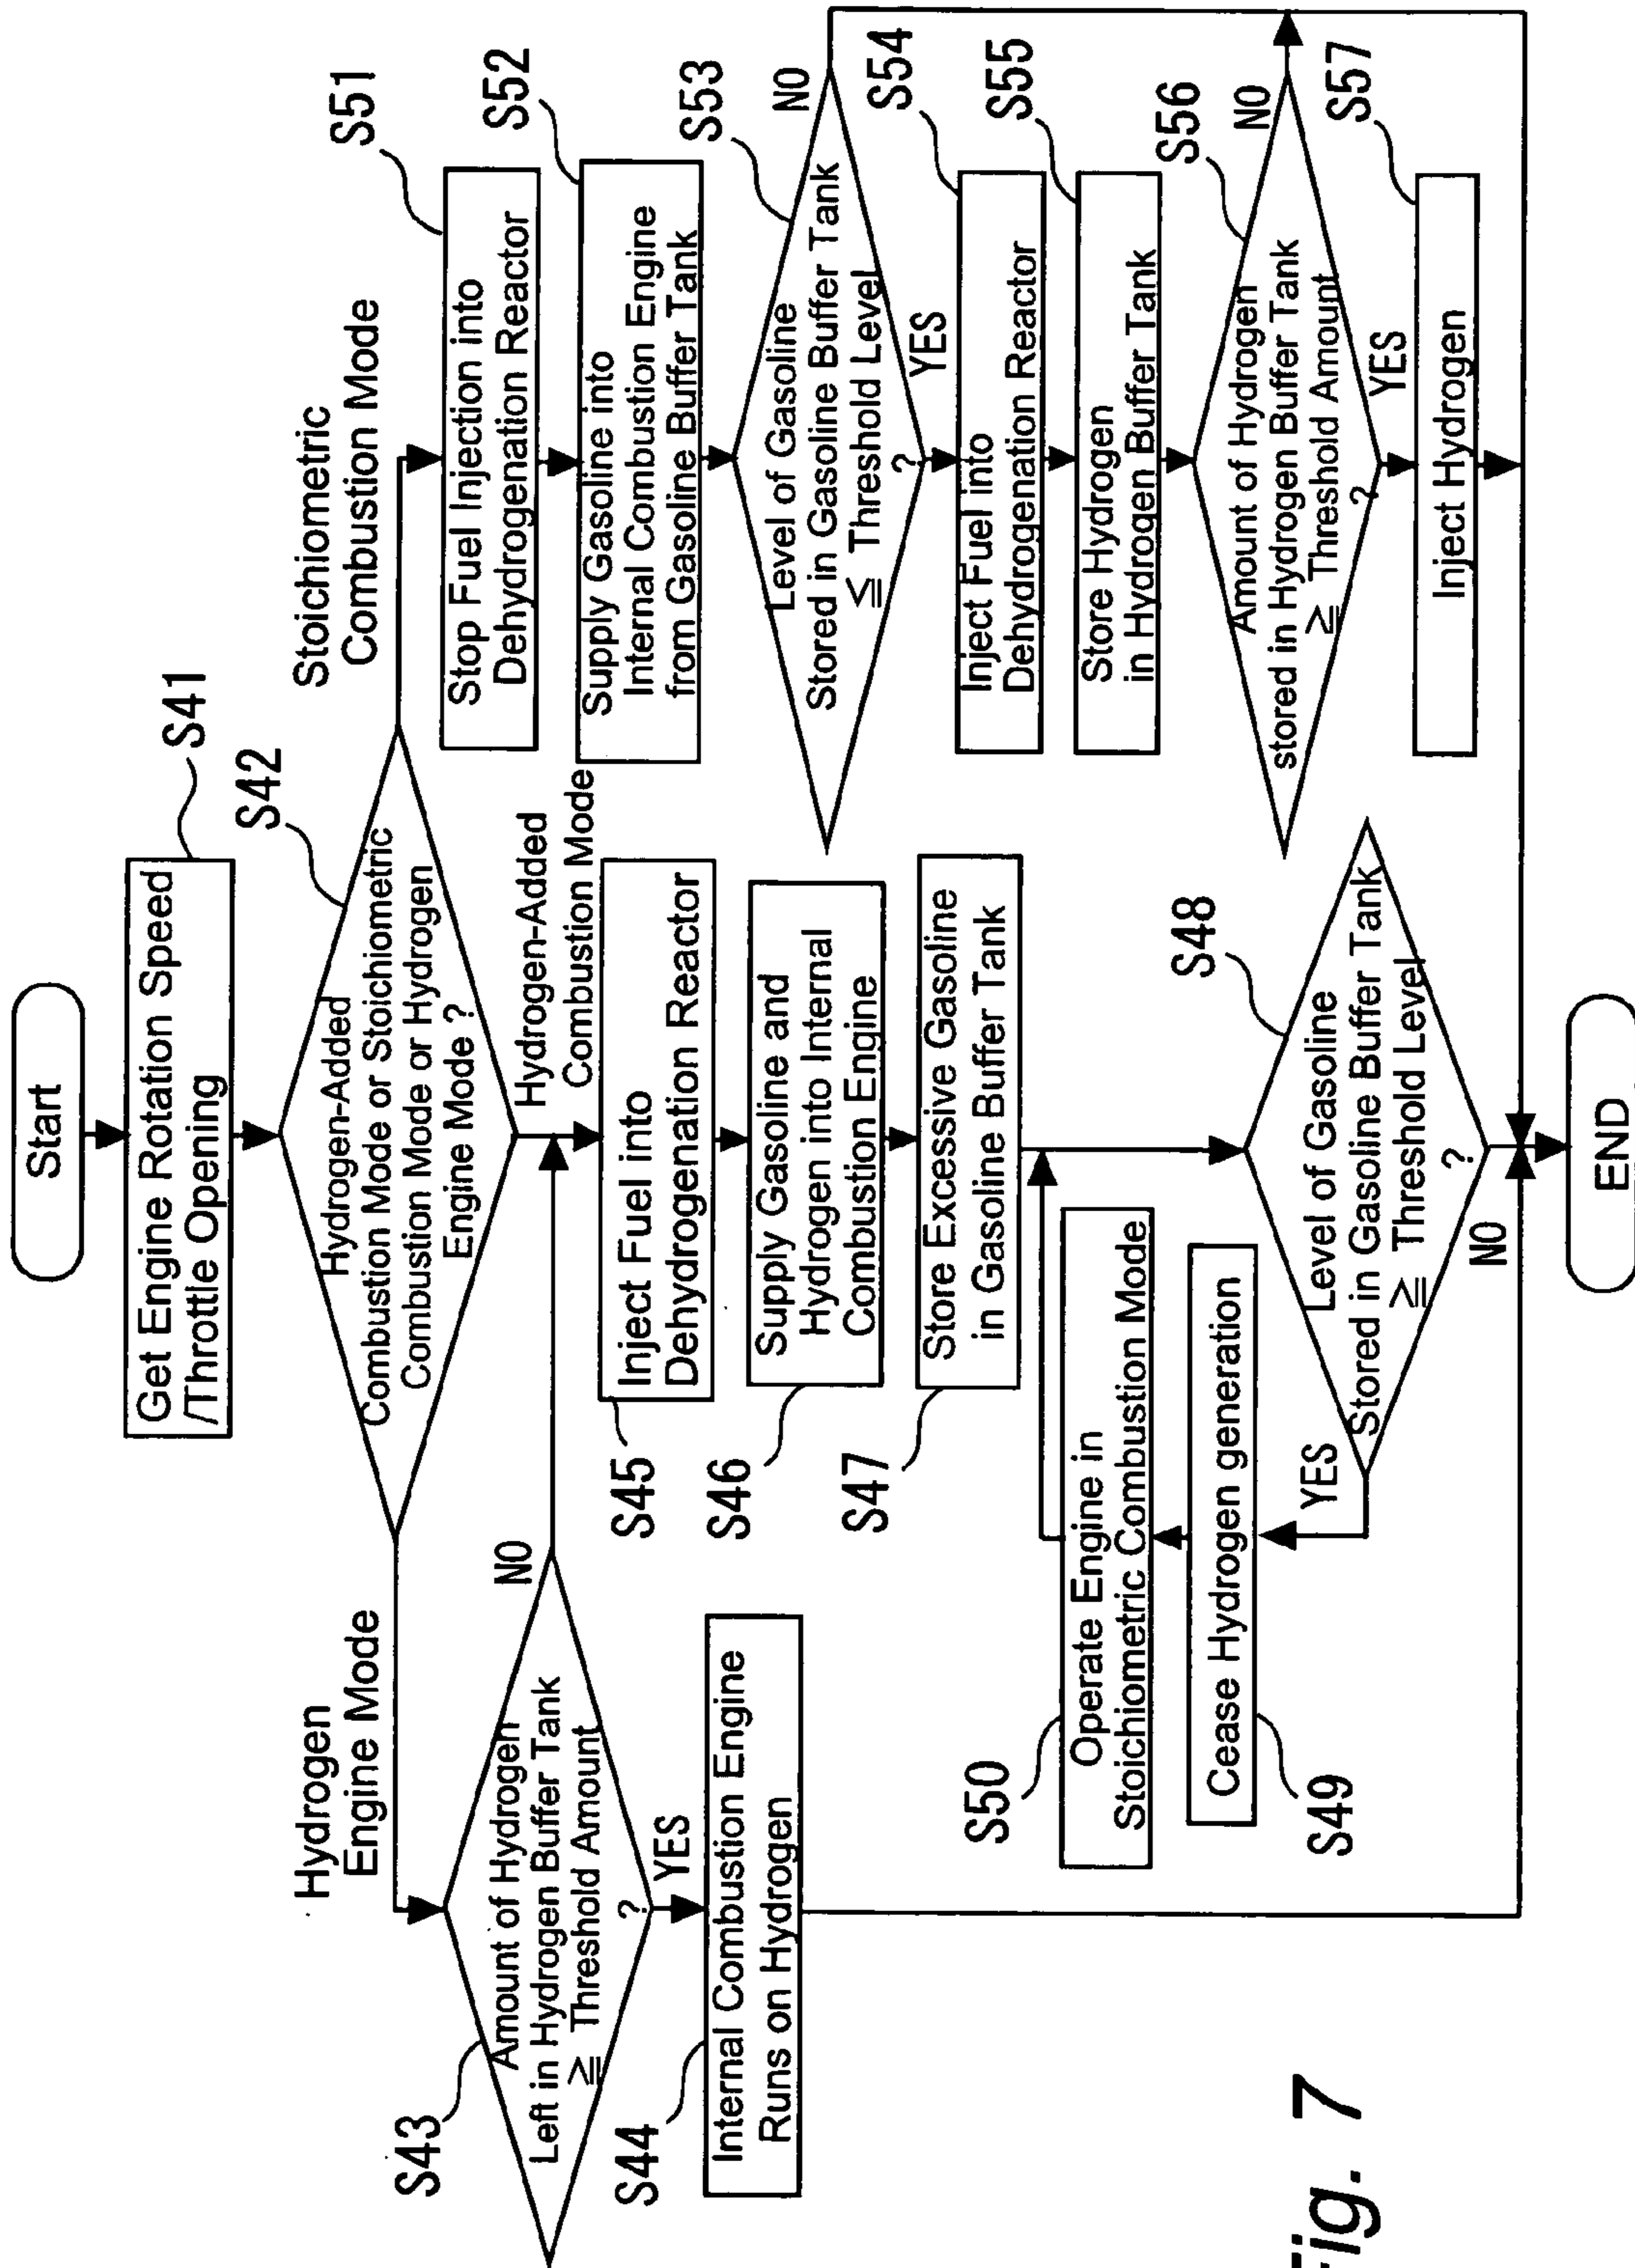 Start
Get Engine Rotation Speed
/Throttle Opening
S41
Hydrogen-Added
Combustion Mode or Stoichiometric
Combustion Mode or Hydrogen
Engine Mode ?
S42
Hydrogen
Engine Mode
Amount of Hydrogen
Left in Hydrogen Buffer Tank
≧ Threshold Amount
?
S43
NO
YES
Internal Combustion Engine
Runs on Hydrogen
S44
Hydrogen-Added
Combustion Mode
Inject Fuel into
Dehydrogenation Reactor
S45
Supply Gasoline and
Hydrogen into Internal
Combustion Engine
S46
Store Excessive Gasoline
in Gasoline Buffer Tank
S47
Level of Gasoline
Stored in Gasoline Buffer Tank
≧ Threshold Level
?
S48
YES
NO
Cease Hydrogen generation
S49
Operate Engine in
Stoichiometric Combustion Mode
S50
Stoichiometric
Combustion Mode
Stop Fuel Injection into
Dehydrogenation Reactor
S51
Supply Gasoline into
Internal Combustion Engine
from Gasoline Buffer Tank
S52
Level of Gasoline
Stored in Gasoline Buffer Tank
≦ Threshold Level
?
S53
NO
YES
Inject Fuel into
Dehydrogenation Reactor
S54
Store Hydrogen
in Hydrogen Buffer Tank
S55
Amount of Hydrogen
stored in Hydrogen Buffer Tank
≧ Threshold Amount
?
S56
NO
YES
Inject Hydrogen
S57
END
Fig. 7